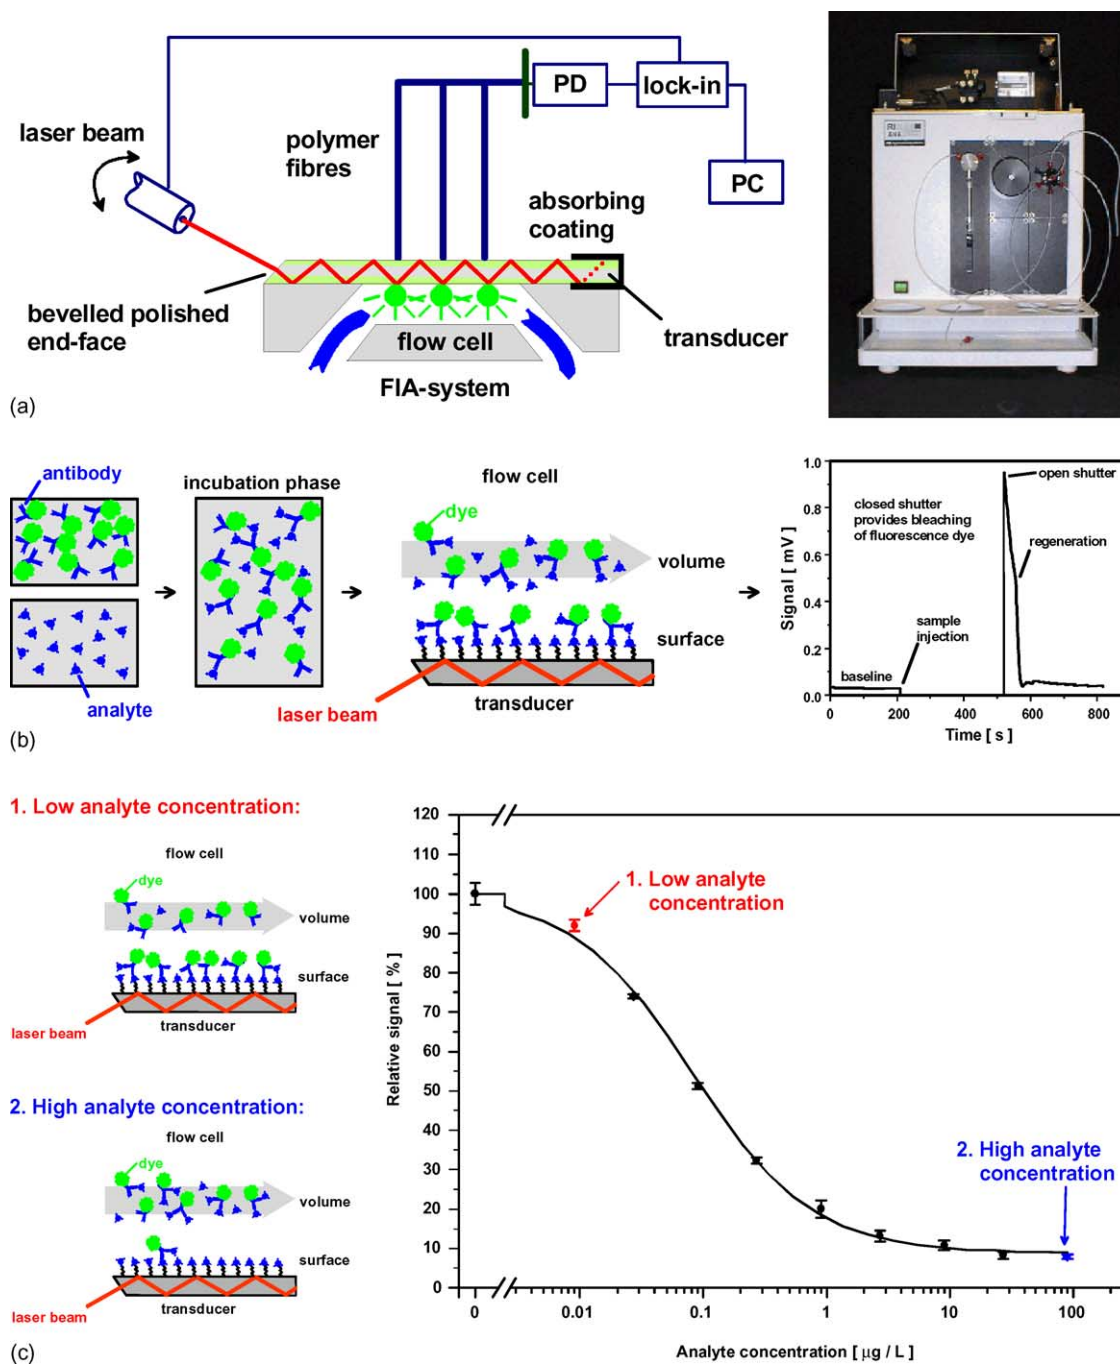 laser beam
polymer
fibres
PD
lock-in
PC
absorbing
coating
bevelled polished
end-face
flow cell
transducer
FIA-system
(a)
antibody
analyte
incubation phase
flow cell
dye
volume
surface
laser beam
transducer
1.0
0.8
0.6
0.4
0.2
0.0
Signal [ mV ]
open shutter
closed shutter
provides bleaching
of fluorescence dye
regeneration
sample
injection
baseline
0 200 400 600 800
Time [ s ]
(b)
1. Low analyte concentration:
flow cell
dye
volume
surface
laser beam
transducer
2. High analyte concentration:
flow cell
dye
volume
surface
laser beam
transducer
120
110
100
90
80
70
60
50
40
30
20
10
0
Relative signal [ % ]
1. Low analyte
concentration
2. High analyte
concentration
0 0.01 0.1 1 10 100
Analyte concentration [ µg / L ]
(c)